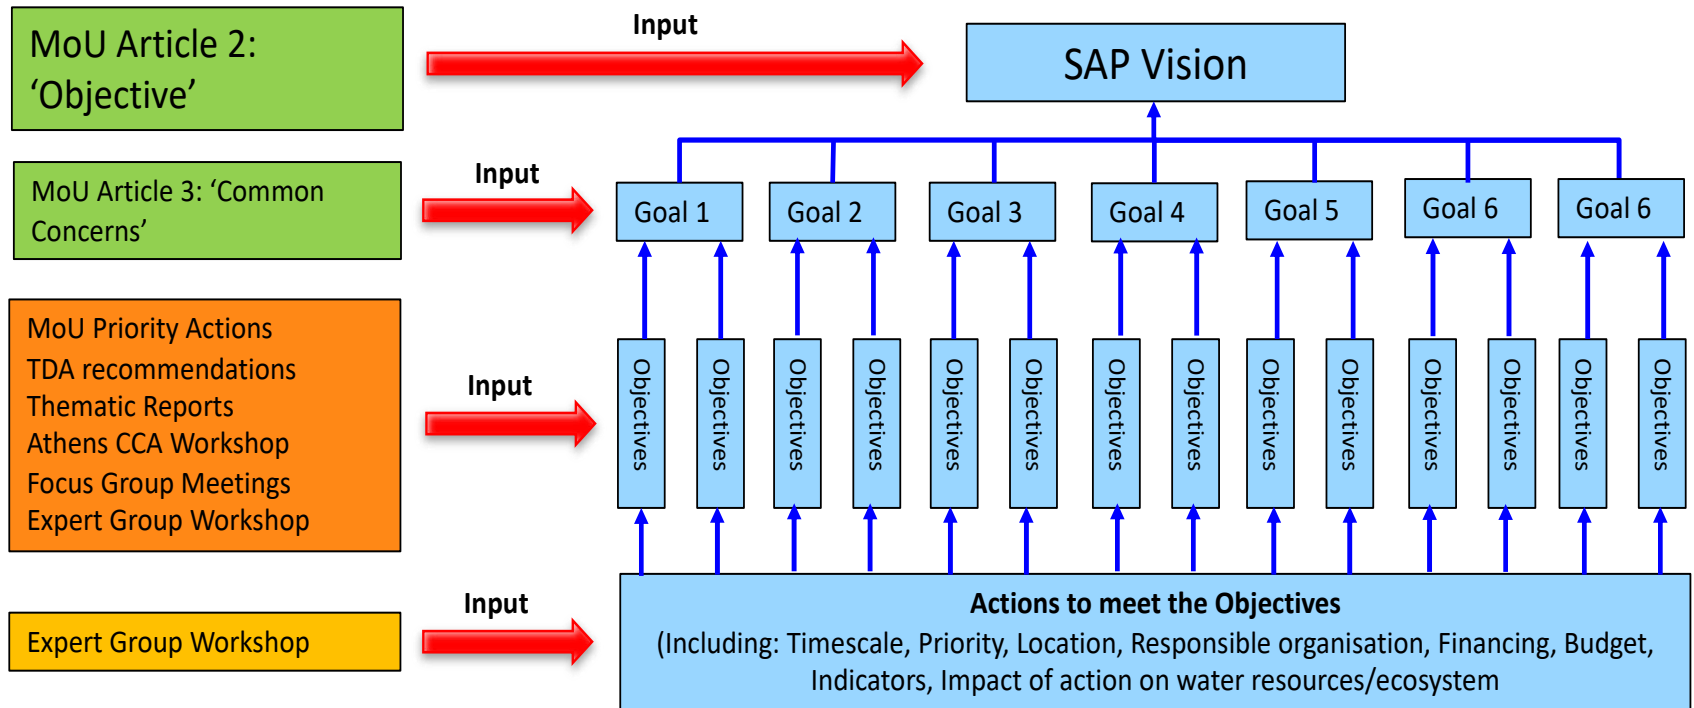 MoU Article 2:
‘Objective’
Input
SAP Vision
MoU Article 3: ‘Common
Concerns’
Input
Goal 1
Goal 2
Goal 3
Goal 4
Goal 5
Goal 6
Goal 6
MoU Priority Actions
TDA recommendations
Thematic Reports
Athens CCA Workshop
Focus Group Meetings
Expert Group Workshop
Input
Objectives
Objectives
Objectives
Objectives
Objectives
Objectives
Objectives
Objectives
Objectives
Objectives
Objectives
Objectives
Objectives
Objectives
Expert Group Workshop
Input
Actions to meet the Objectives
(Including: Timescale, Priority, Location, Responsible organisation, Financing, Budget,
Indicators, Impact of action on water resources/ecosystem